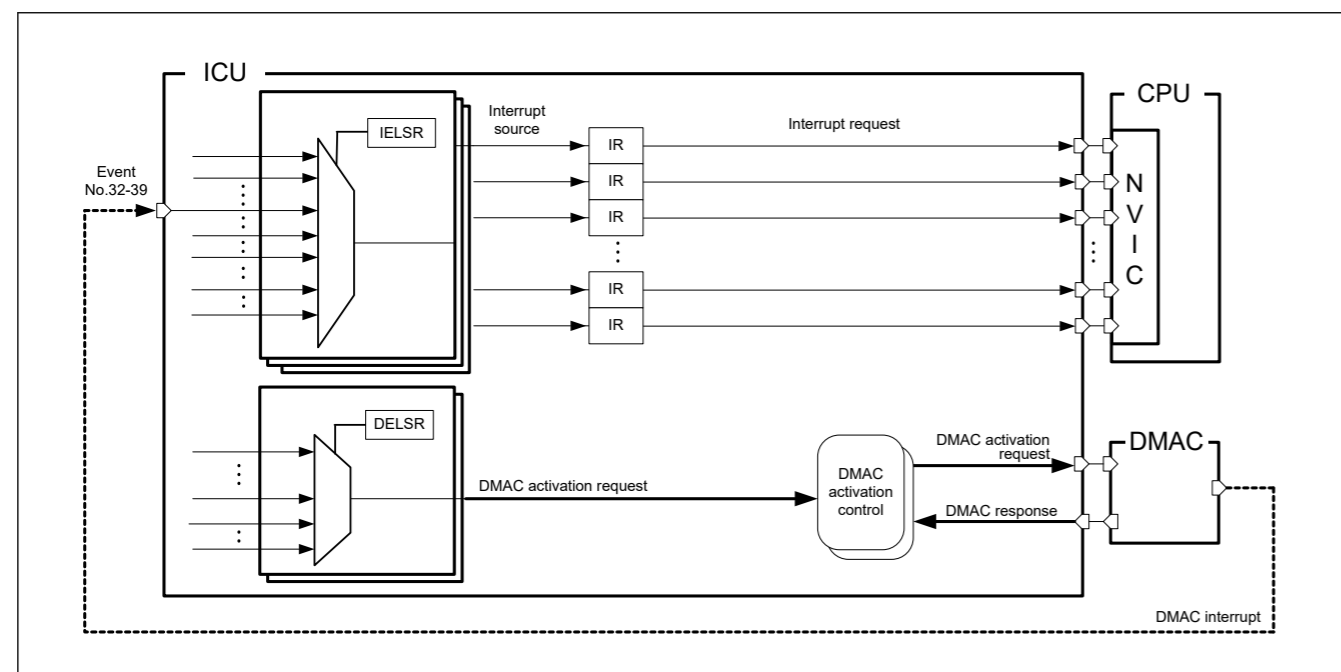 ICU
CPU
IELSR
Interrupt
source
Interrupt request
IR
IR
IR
IR
IR
N
V
I
C
Event
No.32-39
DELSR
DMAC activation request
DMAC
activation
control
DMAC activation
request
DMAC response
DMAC
DMAC interrupt